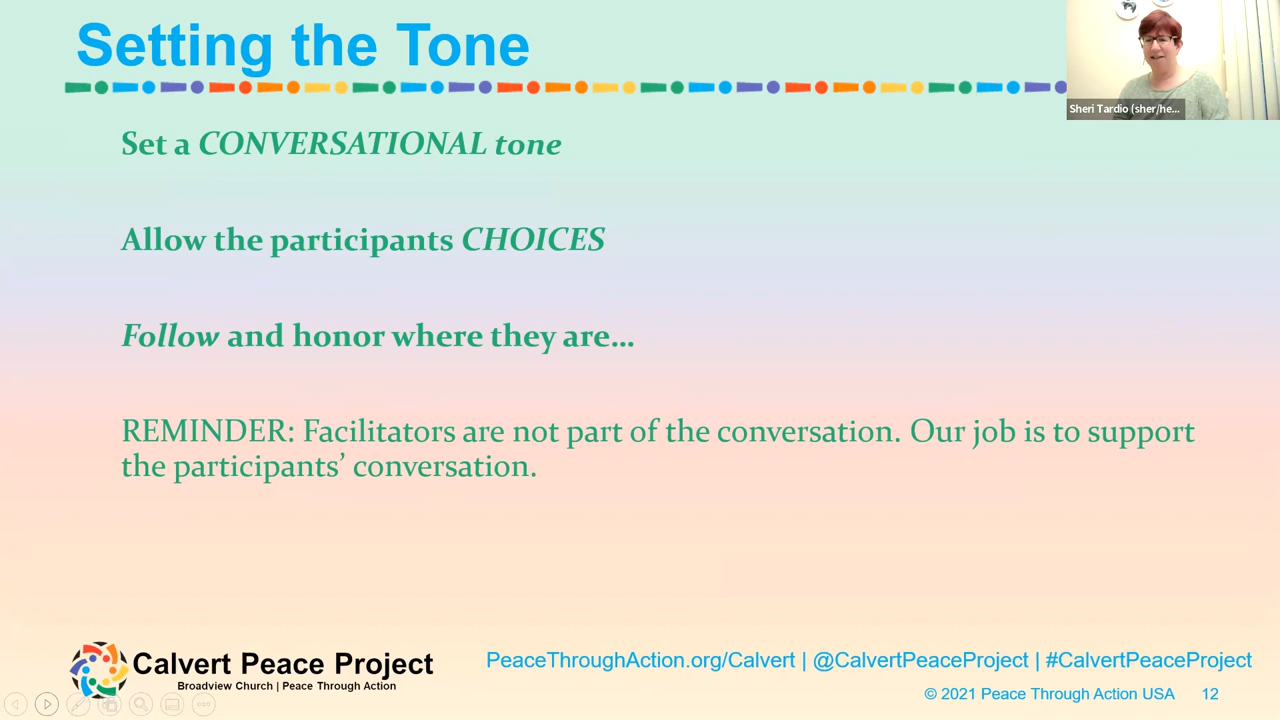 Setting the Tone
Sheri Tardio (sher/he...
Set a CONVERSATIONAL tone
Allow the participants CHOICES
Follow and honor where they are...
REMINDER: Facilitators are not part of the conversation. Our job is to support
the participants’ conversation.
Calvert Peace Project
Broadview Church | Peace Through Action
PeaceThroughAction.org/Calvert | @CalvertPeaceProject | #CalvertPeaceProject
© 2021 Peace Through Action USA 12